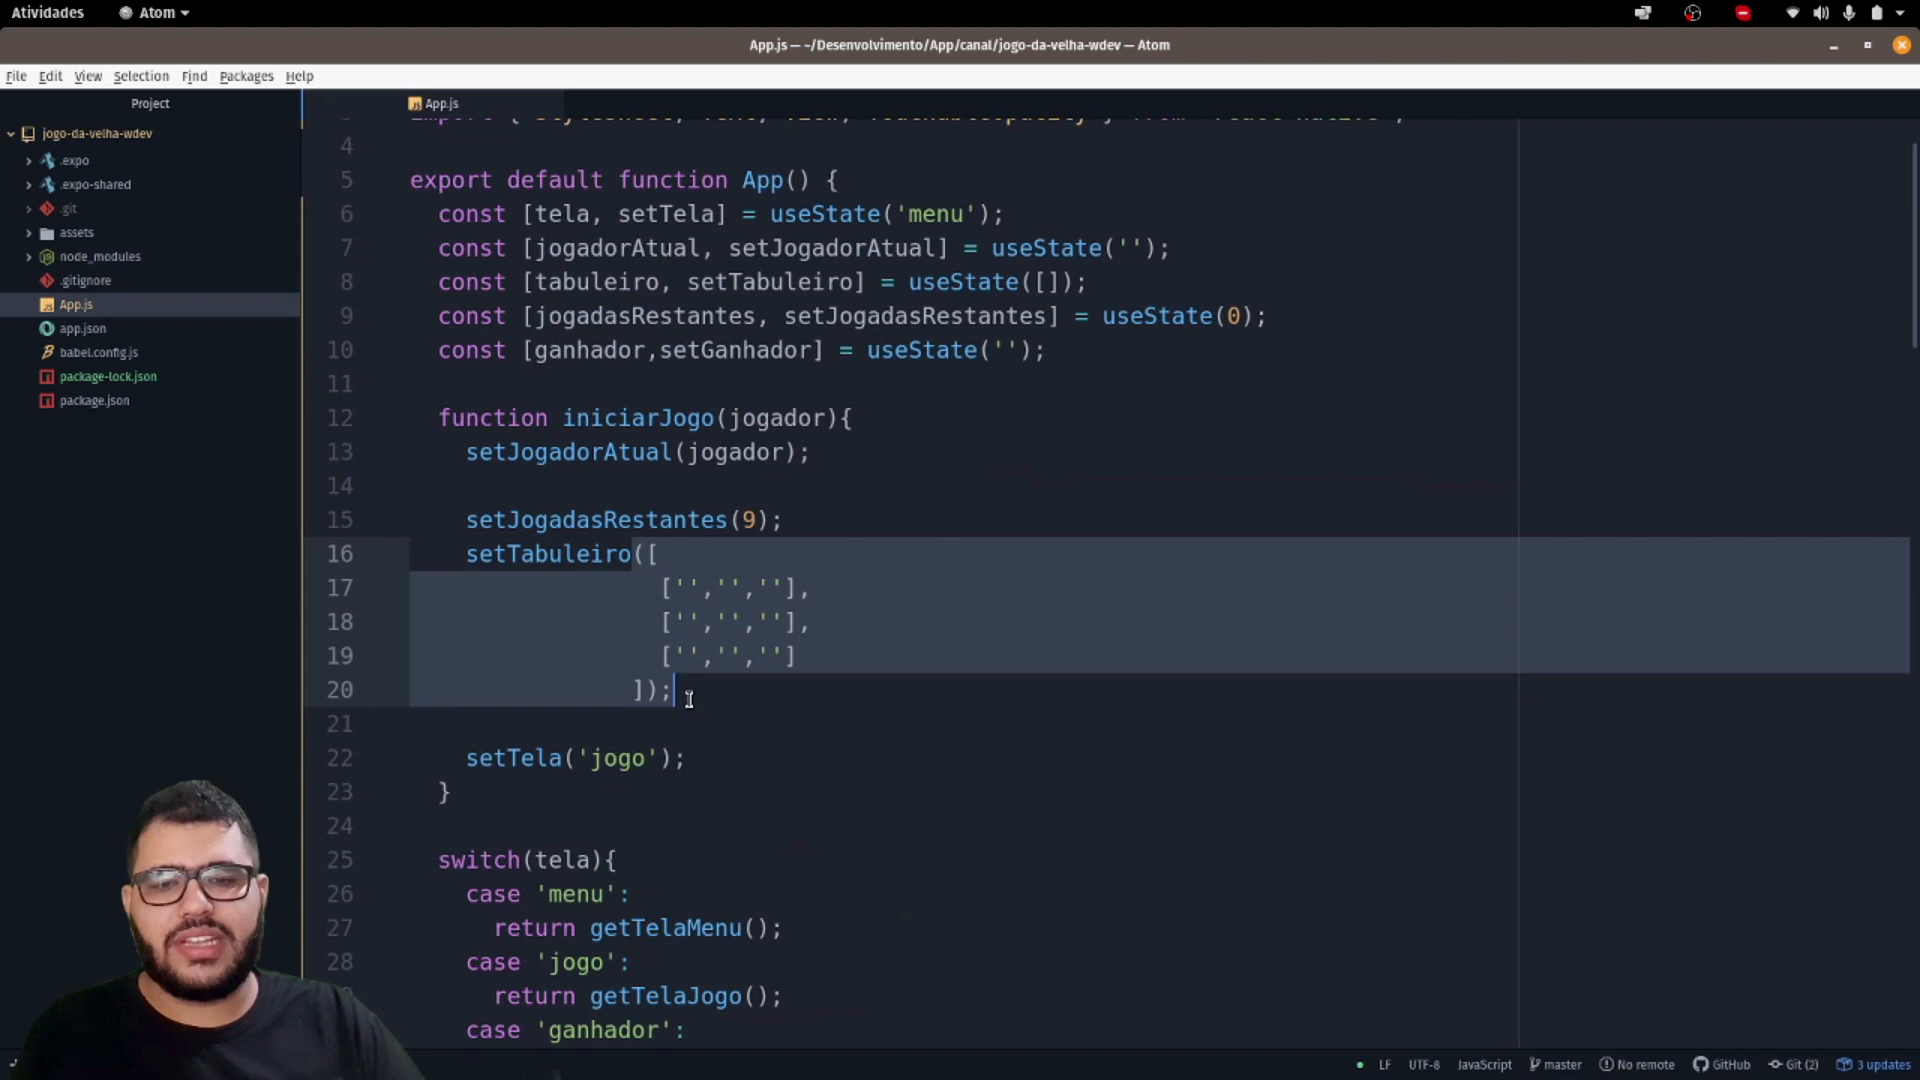 Atividades
Atom
App.js — ~/Desenvolvimento/App/canal/jogo-da-velha-wdev — Atom
File Edit View Selection Find Packages Help
Project
App.js
jogo-da-velha-wdev
.expo
.expo-shared
.git
assets
node_modules
.gitignore
App.js
app.json
babel.config.js
package-lock.json
package.json
4
5 export default function App() {
6 const [tela, setTela] = useState('menu');
7 const [jogadorAtual, setJogadorAtual] = useState('');
8 const [tabuleiro, setTabuleiro] = useState([]);
9 const [jogadasRestantes, setJogadasRestantes] = useState(0);
10 const [ganhador,setGanhador] = useState('');
11
12 function iniciarJogo(jogador){
13 setJogadorAtual(jogador);
14
15 setJogadasRestantes(9);
16 setTabuleiro([
17 ['','',''],
18 ['','',''],
19 ['','','']
20 ]);
21
22 setTela('jogo');
23 }
24
25 switch(tela){
26 case 'menu':
27 return getTelaMenu();
28 case 'jogo':
return getTelaJogo();
case 'ganhador':
LF UTF-8 JavaScript master No remote GitHub Git (2) 3 updates